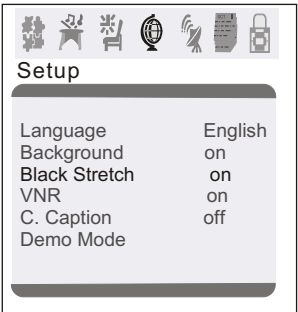 Setup
Language English
Background on
Black Stretch on
VNR on
C. Caption off
Demo Mode